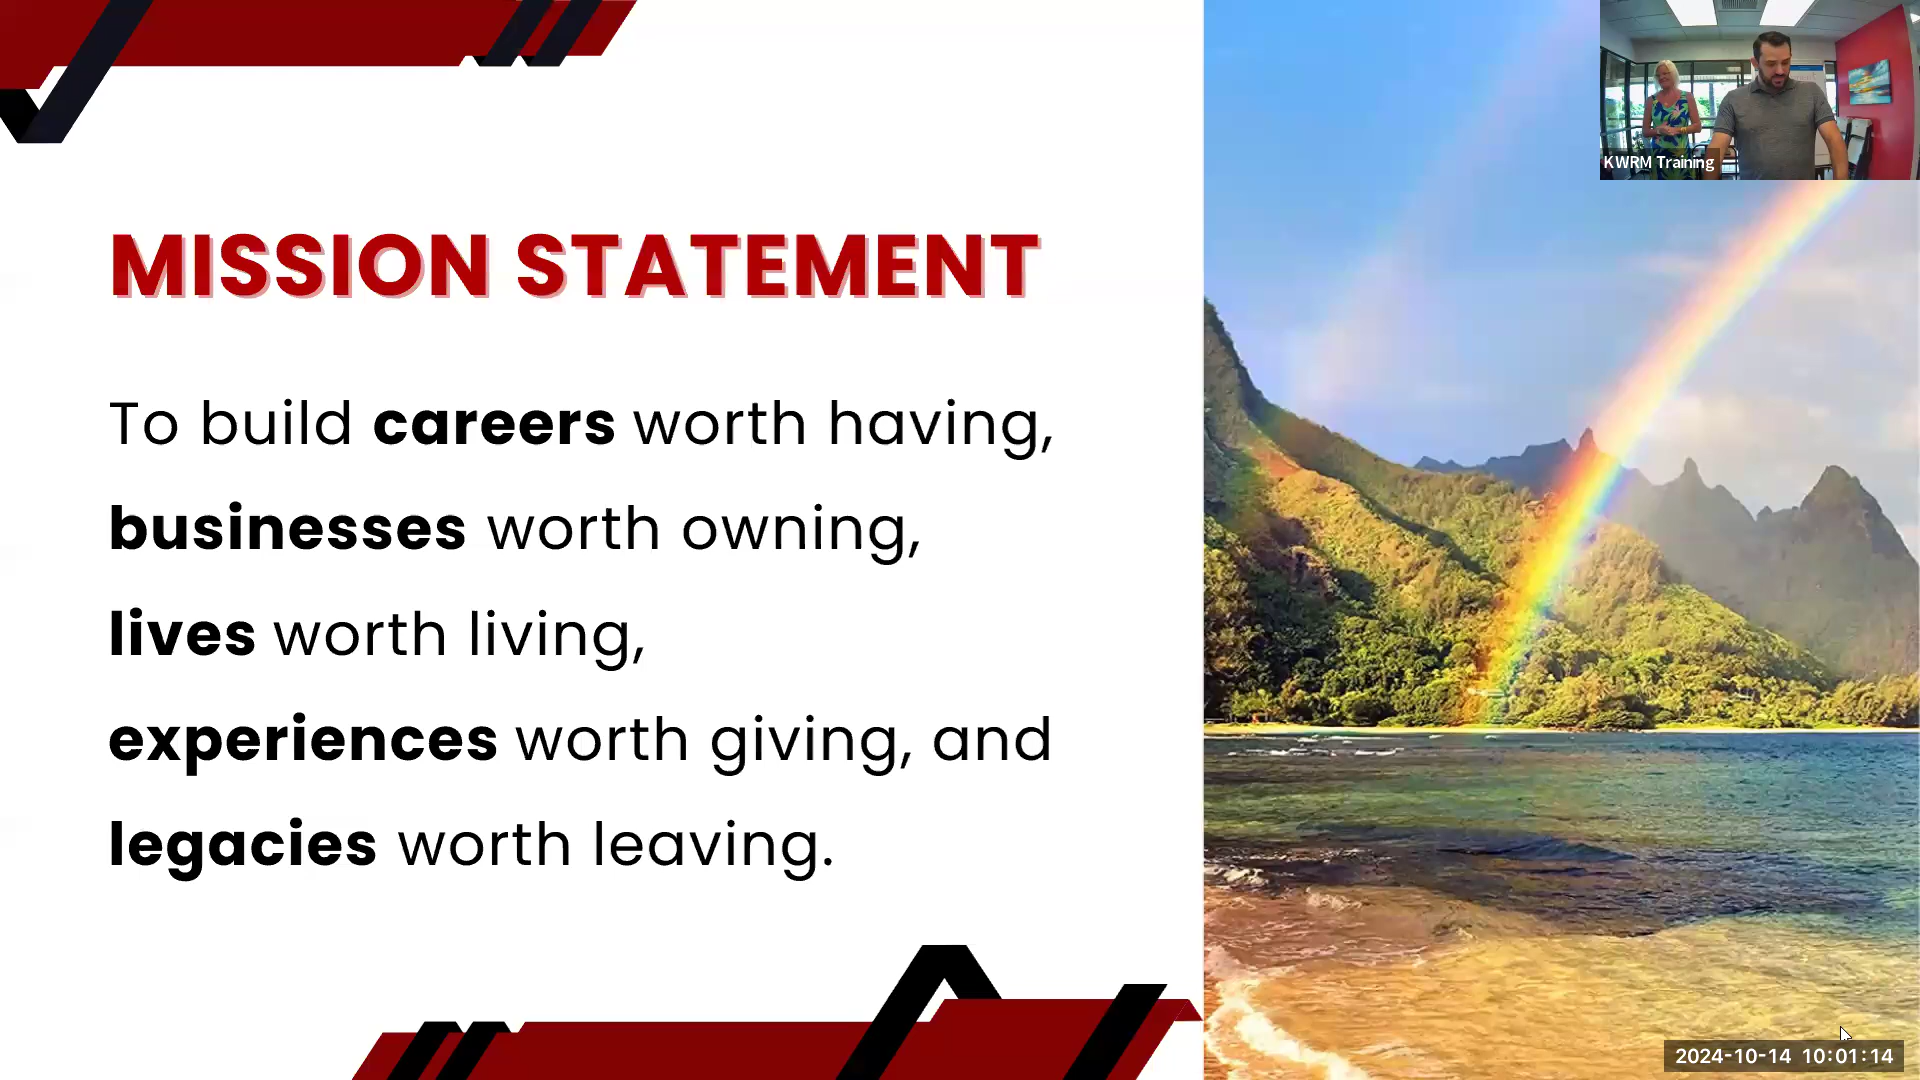 KWRM Training
MISSION STATEMENT
To build careers worth having,
businesses worth owning,
lives worth living,
experiences worth giving, and
legacies worth leaving.
2024-10-14 10:01:14